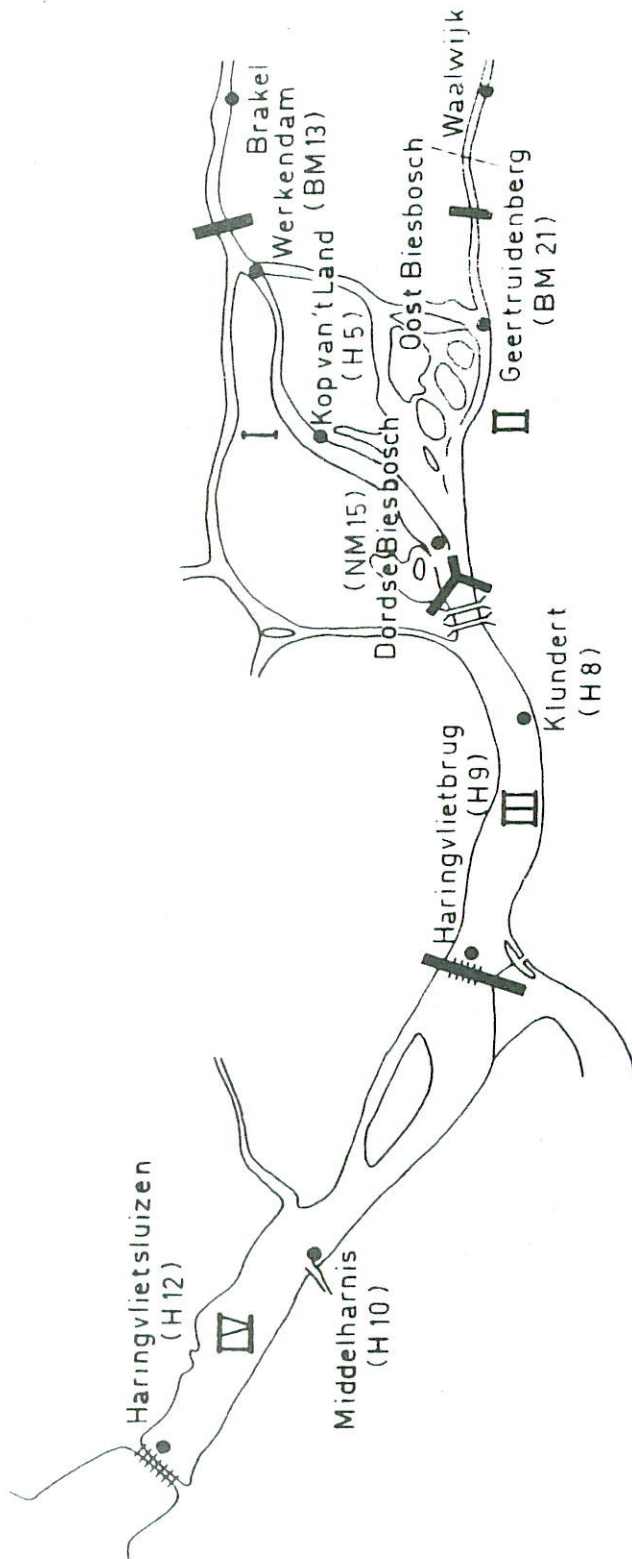 Haringvlietsluizen
(H12)
IV
Middelharnis
(H10)
Haringvlietbrug
(H9)
III
Klundert
(H8)
Dordse Biesbosch
(NM15)
I
Kop van 't Land
(H5)
Werkendam
(BM13)
Brakel
II
Oost Biesbosch
Geertruidenberg
(BM 21)
Waalwijk